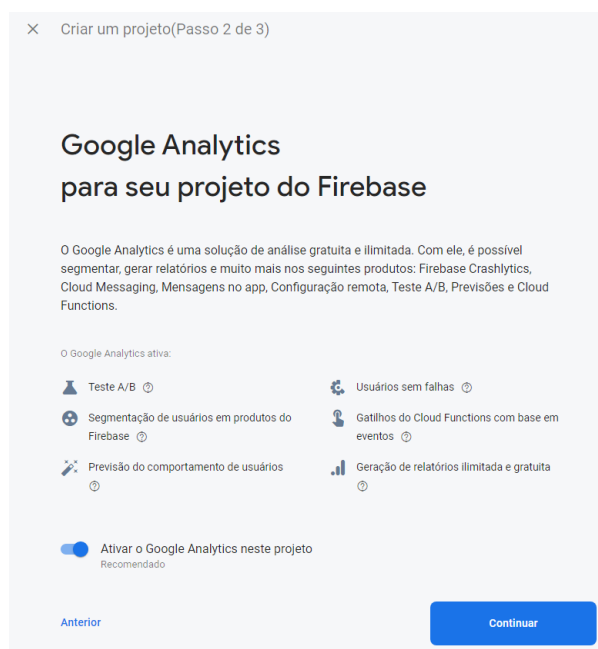 Criar um projeto(Passo 2 de 3)
Google Analytics
para seu projeto do Firebase
O Google Analytics é uma solução de análise gratuita e ilimitada. Com ele, é possível
segmentar, gerar relatórios e muito mais nos seguintes produtos: Firebase Crashlytics,
Cloud Messaging, Mensagens no app, Configuração remota, Teste A/B, Previsões e Cloud
Functions.
O Google Analytics ativa:
Teste A/B
Usuários sem falhas
Segmentação de usuários em produtos do
Firebase
Gatilhos do Cloud Functions com base em
eventos
Previsão do comportamento de usuários
Geração de relatórios ilimitada e gratuita
Ativar o Google Analytics neste projeto
Recomendado
Anterior
Continuar